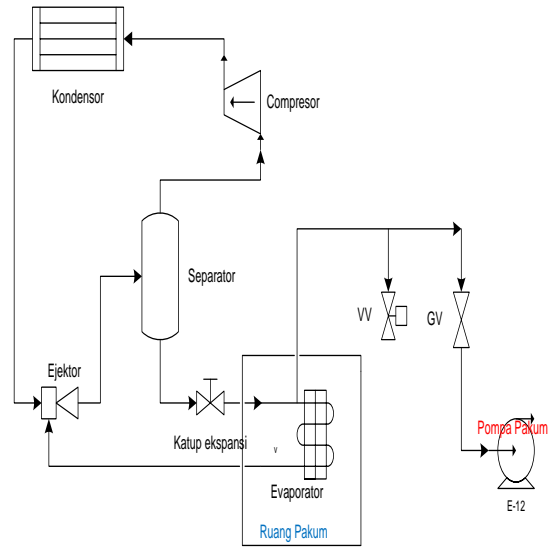 Kondensor
Compresor
Separator
VV
GV
Ejektor
Katup ekspansi
v
Pompa Pakum
Evaporator
E-12
Ruang Pakum